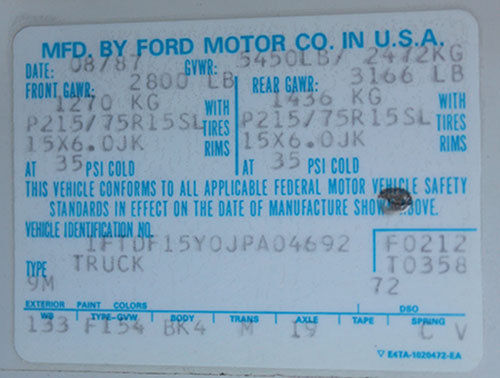 MFD. BY FORD MOTOR CO. IN U.S.A.
DATE: 08/87 GVWR: 5450LB/ 2472KG
FRONT GAWR: 2800 LB REAR GAWR: 3166 LB
1270 KG WITH 1436 KG WITH
P215/75R15SL TIRES P215/75R15SL TIRES
15X6.0JK RIMS 15X6.0JK RIMS
AT 35 PSI COLD AT 35 PSI COLD
THIS VEHICLE CONFORMS TO ALL APPLICABLE FEDERAL MOTOR VEHICLE SAFETY
STANDARDS IN EFFECT ON THE DATE OF MANUFACTURE SHOWN ABOVE.
VEHICLE IDENTIFICATION NO.
1FTDF15Y0JPA04692 F0212
TYPE TRUCK T0358
9M 72
EXTERIOR PAINT COLORS DSO
WB TYPE-GVW BODY TRANS AXLE TAPE SPRING
133 F154 BK4 M 19 C V
▽ E4TA-1020472-EA